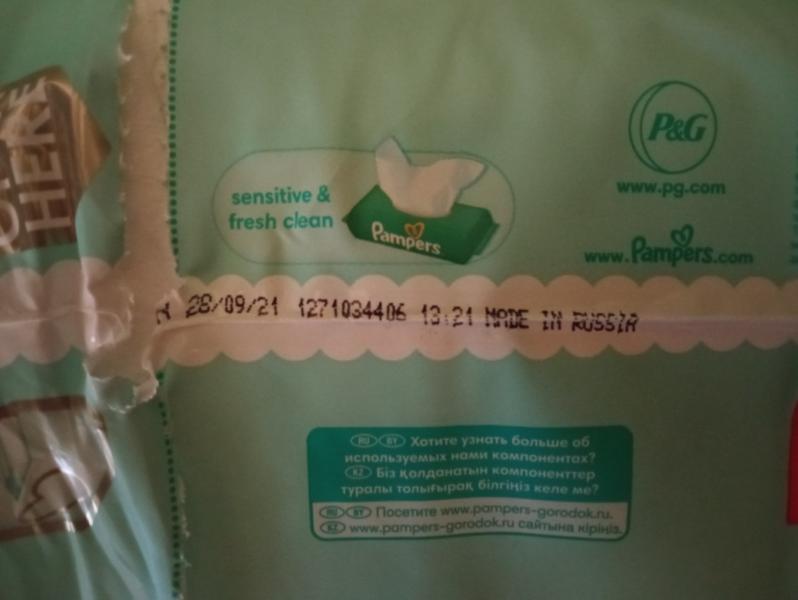 HERE
sensitive &
fresh clean
Pampers
P&G
www.pg.com
www.Pampers.com
28/09/21 1271034406 13:21 MADE IN RUSSIA
RU BY Хотите узнать больше об
используемых нами компонентах?
KZ Біз қолданатын компоненттер
туралы толығырақ білгіңіз келе ме?
RU BY Посетите www.pampers-gorodok.ru.
KZ www.pampers-gorodok.ru сайтына кіріңіз.